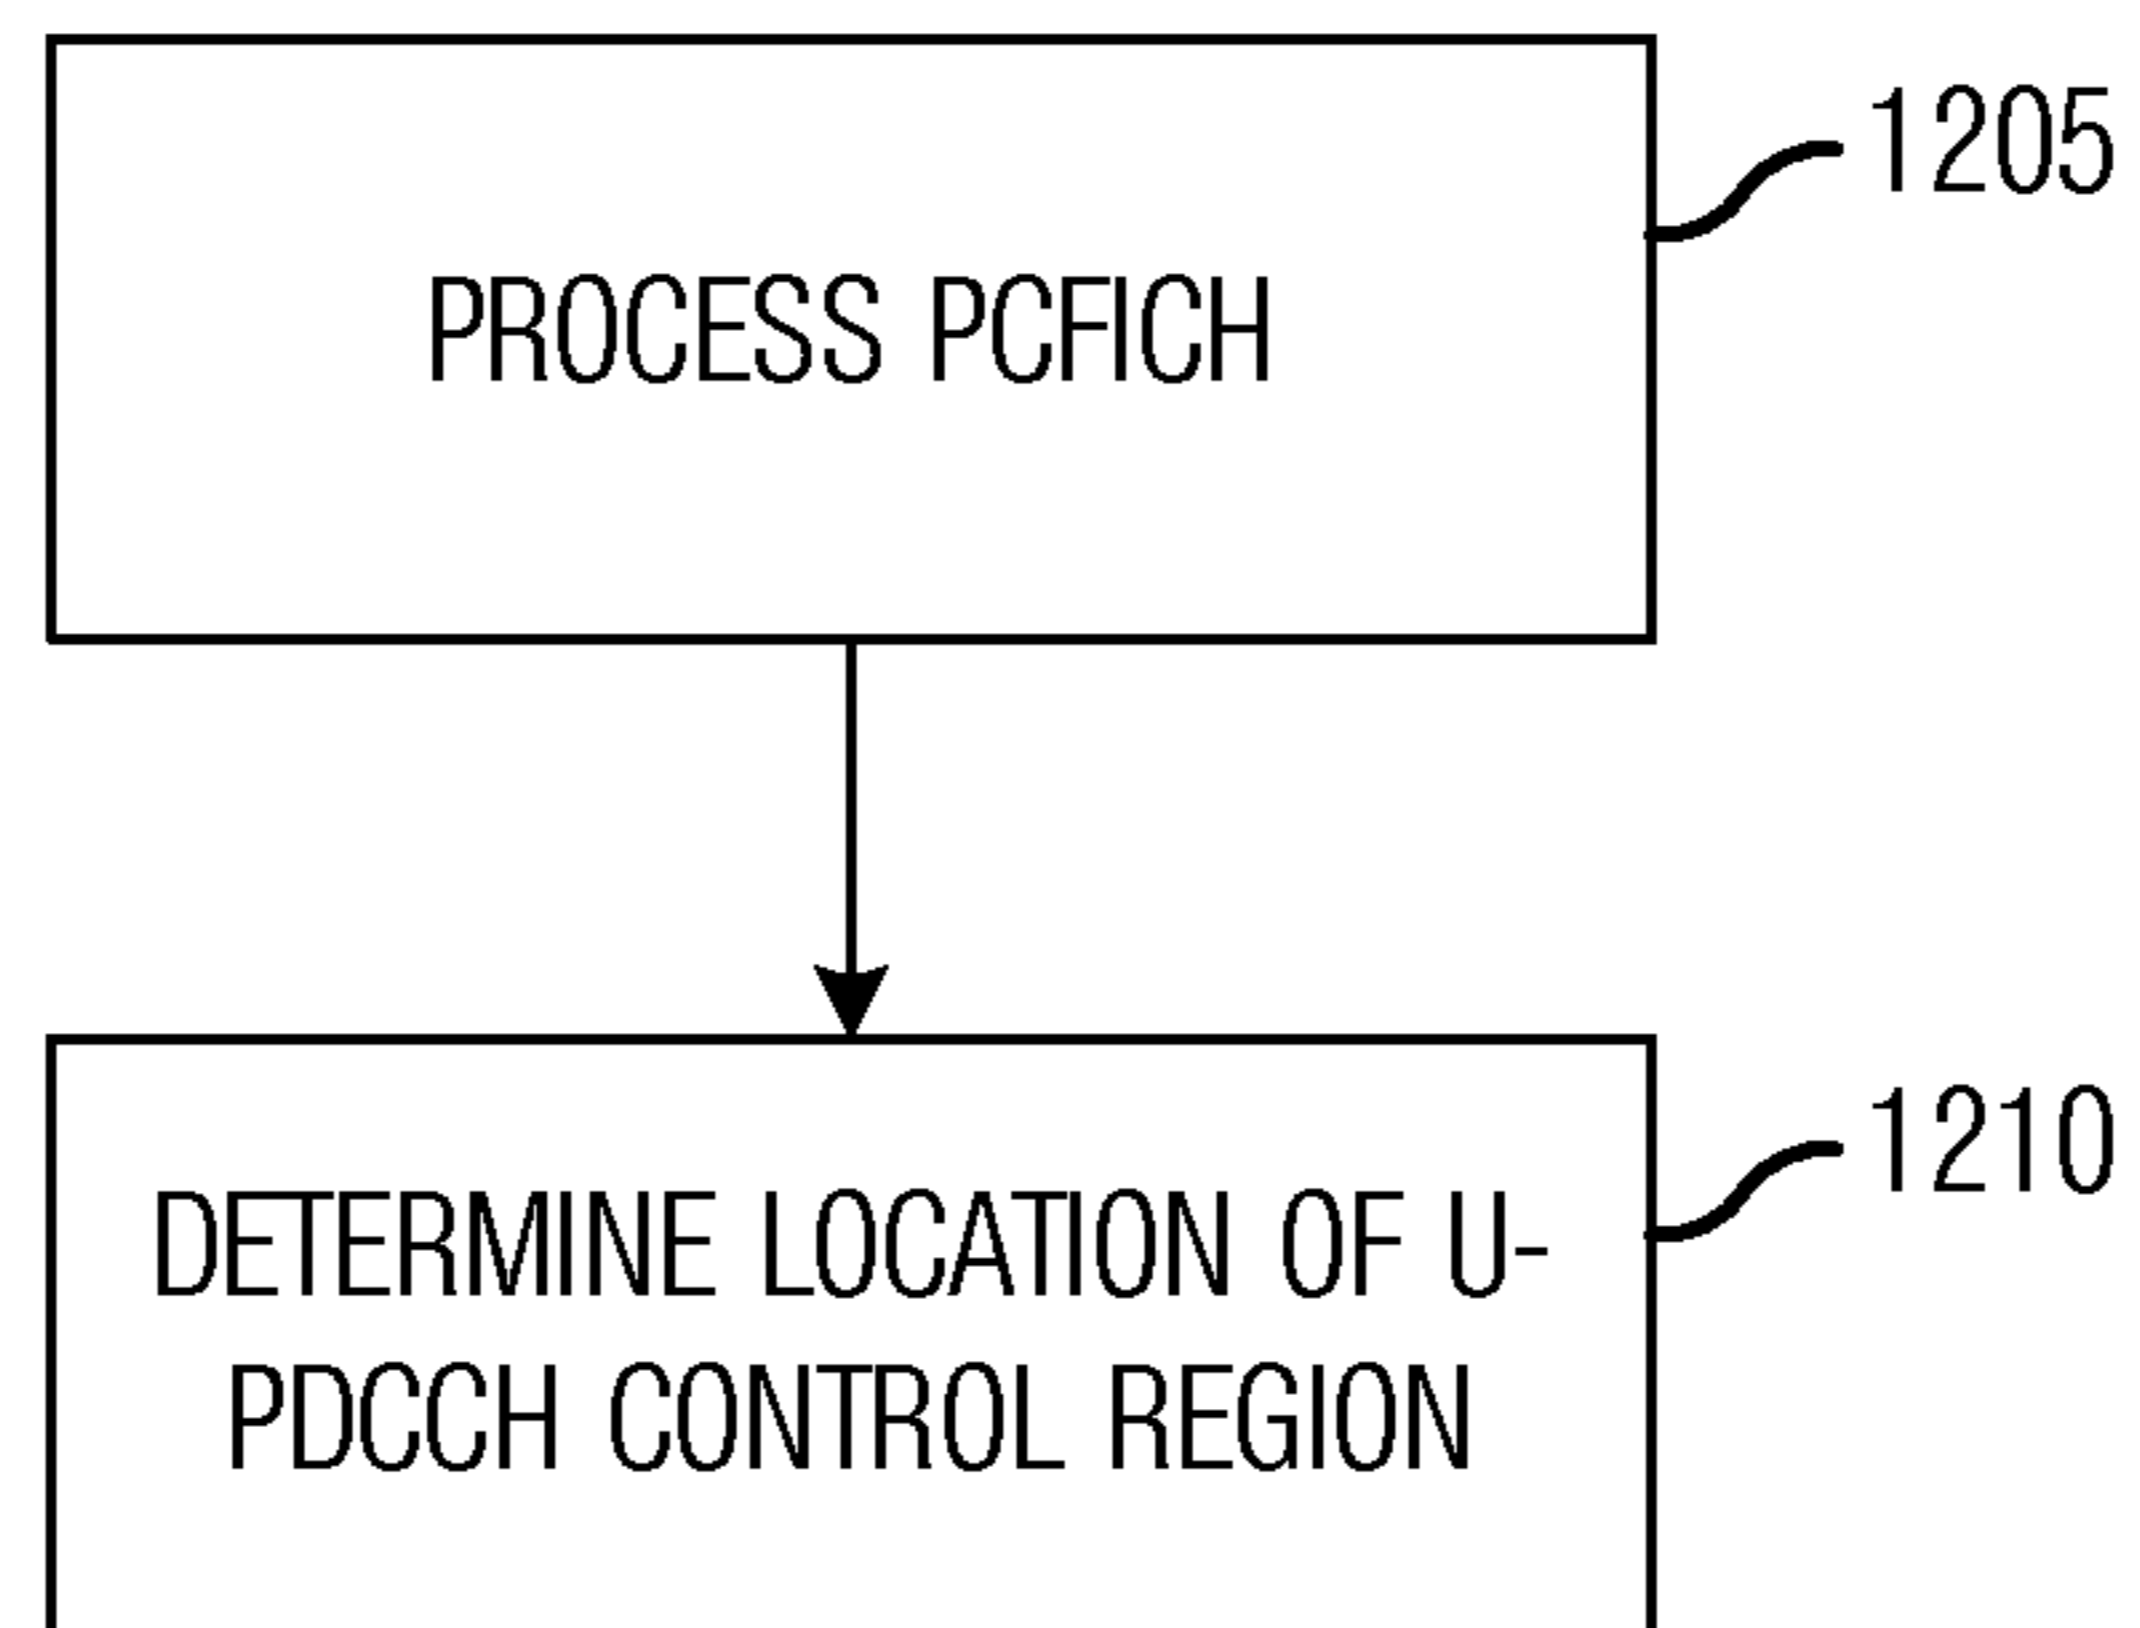 1205
PROCESS PCFICH
1210
DETERMINE LOCATION OF U-
PDCCH CONTROL REGION